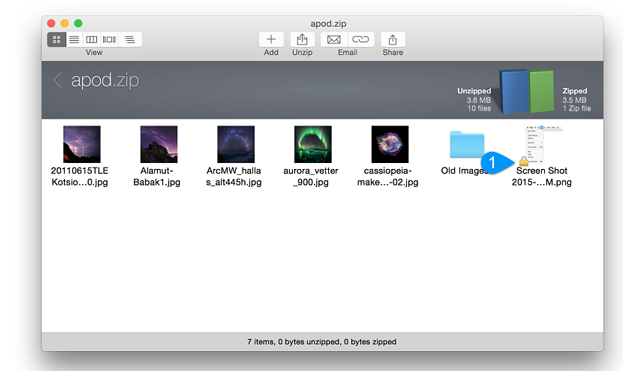 apod.zip
View
Add
Unzip
Email
Share
apod.zip
Unzipped
3.6 MB
10 files
Zipped
3.5 MB
1 Zip file
20110615TLE
Kotsio...0.jpg
Alamut-
Babak1.jpg
ArcMW_halla
s_alt445h.jpg
aurora_vetter
_900.jpg
cassiopeia-
make...-02.jpg
Old Images
1
Screen Shot
2015-...M.png
7 items, 0 bytes unzipped, 0 bytes zipped